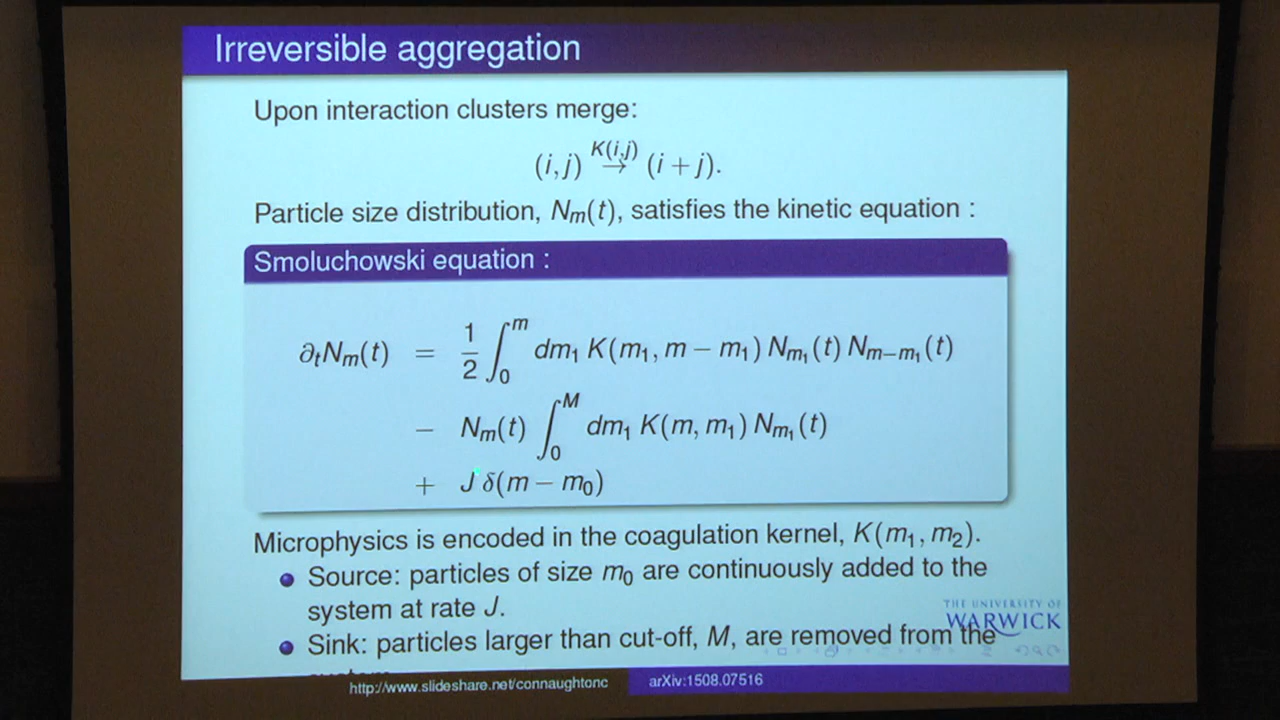 Irreversible aggregation
Upon interaction clusters merge:
(i, j) K(i,j) → (i + j).
Particle size distribution, Nₘ(t), satisfies the kinetic equation :
Smoluchowski equation :
∂ₜNₘ(t) = 1/2 ∫₀ᵐ dm₁ K(m₁, m − m₁) Nₘ₁(t) Nₘ₋ₘ₁(t)
− Nₘ(t) ∫₀ᴹ dm₁ K(m, m₁) Nₘ₁(t)
+ J δ(m − m₀)
Microphysics is encoded in the coagulation kernel, K(m₁, m₂).
Source: particles of size m₀ are continuously added to the
system at rate J.
THE UNIVERSITY OF
WARWICK
Sink: particles larger than cut-off, M, are removed from the
http://www.slideshare.net/connaughtonc
arXiv:1508.07516